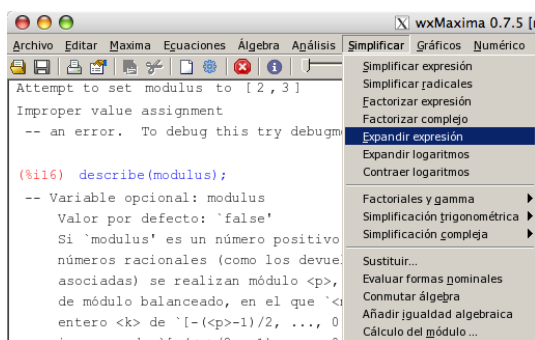 wxMaxima 0.7.5
Archivo Editar Maxima Ecuaciones Álgebra Análisis Simplificar Gráficos Numérico
Attempt to set modulus to [2,3]
Improper value assignment
-- an error. To debug this try
(%i16) describe(modulus);
-- Variable opcional: modulus
Valor por defecto: `false'
Si `modulus' es un número positivo
números racionales (como los
asociadas) se realizan módulo <p>,
de módulo balanceado, en el que
entero <k> de `[-(<p>-1)/2, ..., 0
Simplificar expresión
Simplificar radicales
Factorizar expresión
Factorizar complejo
Expandir expresión
Expandir logaritmos
Contraer logaritmos
Factoriales y gamma
Simplificación trigonométrica
Simplificación compleja
Sustituir...
Evaluar formas nominales
Conmutar álgebra
Añadir igualdad algebraica
Cálculo del módulo ...